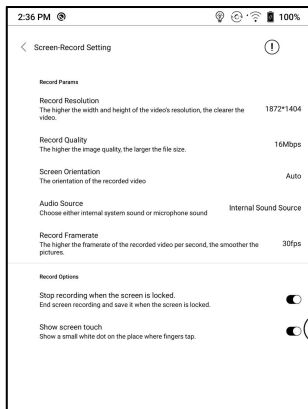 2:36 PM 100%
Screen-Record Setting
Record Params
Record Resolution
The higher the width and height of the video's resolution, the clearer the
video.
1872*1404
Record Quality
The higher the image quality, the larger the file size.
16Mbps
Screen Orientation
The orientation of the recorded video
Auto
Audio Source
Choose either internal system sound or microphone sound
Internal Sound Source
Record Framerate
The higher the framerate of the recorded video per second, the smoother the
pictures.
30fps
Record Options
Stop recording when the screen is locked.
End screen recording and save it when the screen is locked.
Show screen touch
Show a small white dot on the place where fingers tap.